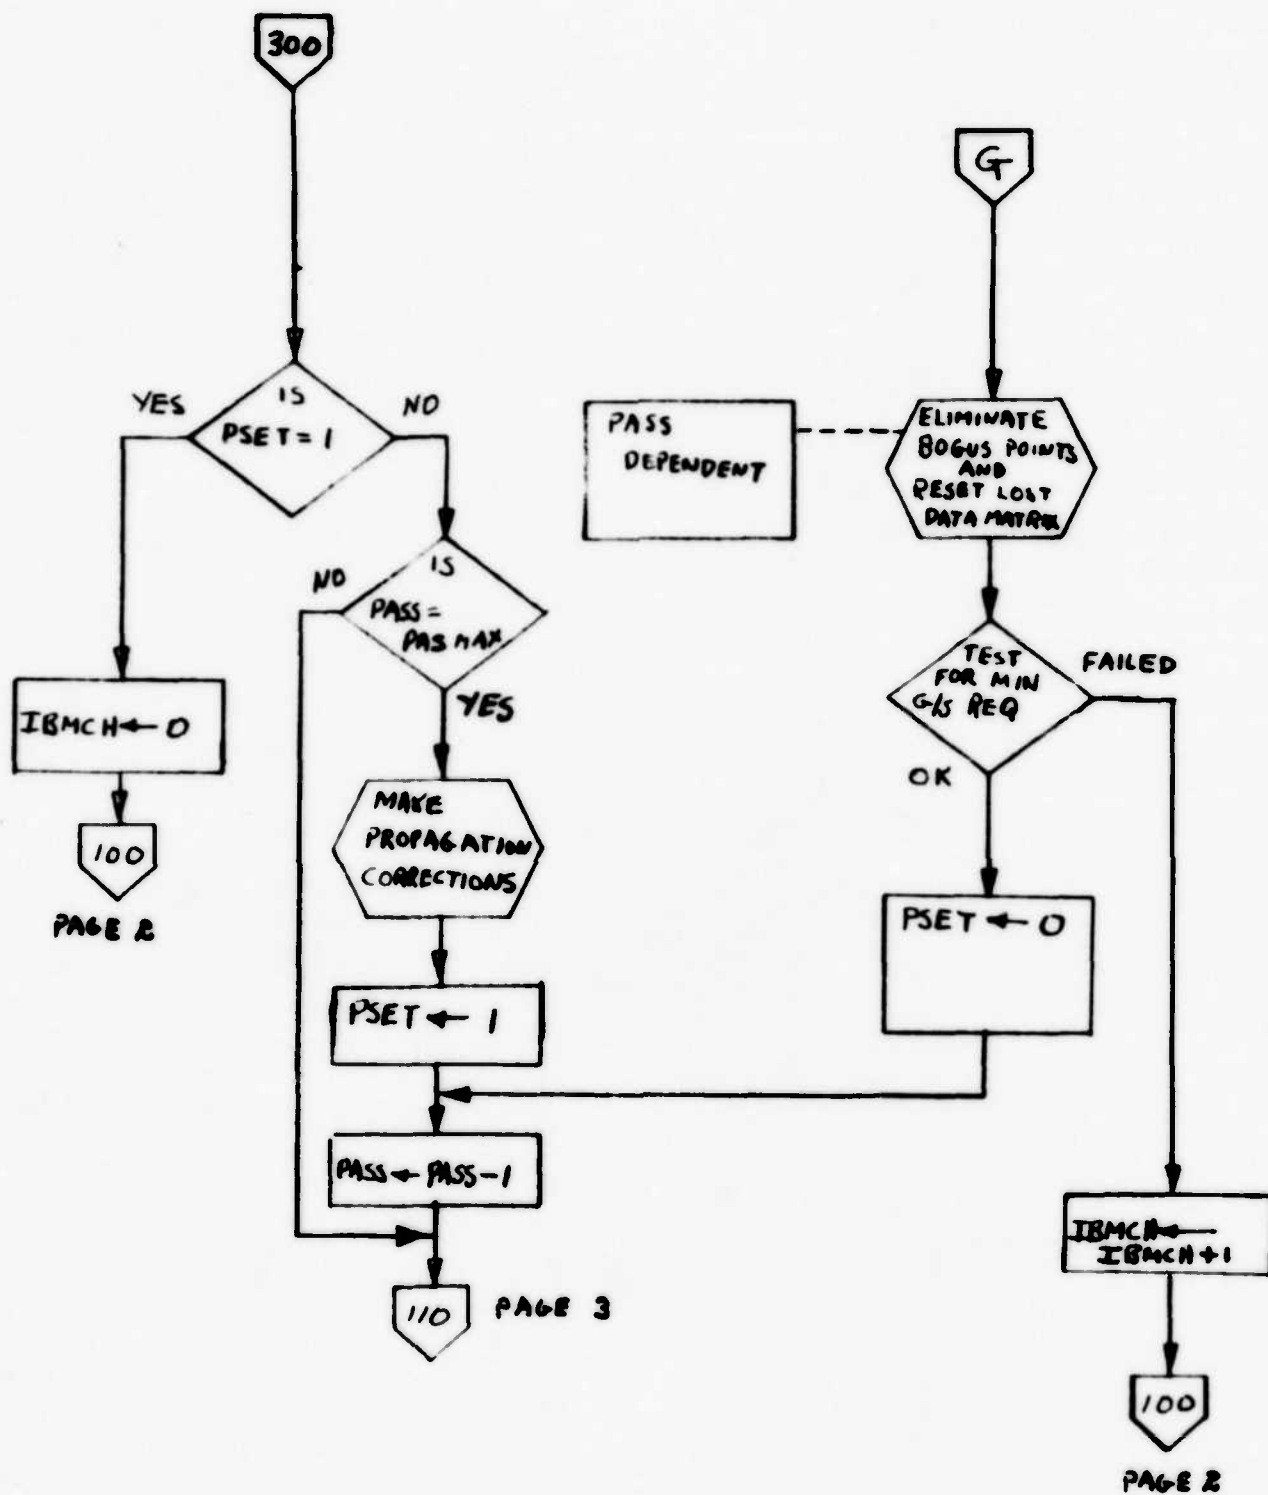 300
IS
PSET = 1
YES
NO
IBMCH ← 0
100
PAGE 2
IS
PASS =
PASMAX
NO
YES
MAKE
PROPAGATION
CORRECTIONS
PSET ← 1
PASS ← PASS - 1
110
PAGE 3
G
PASS
DEPENDENT
ELIMINATE
BOGUS POINTS
AND
RESET LOST
DATA MATRIX
TEST
FOR MIN
G/S REQ
FAILED
OK
PSET ← 0
IBMCH ←
IBMCH + 1
100
PAGE 2